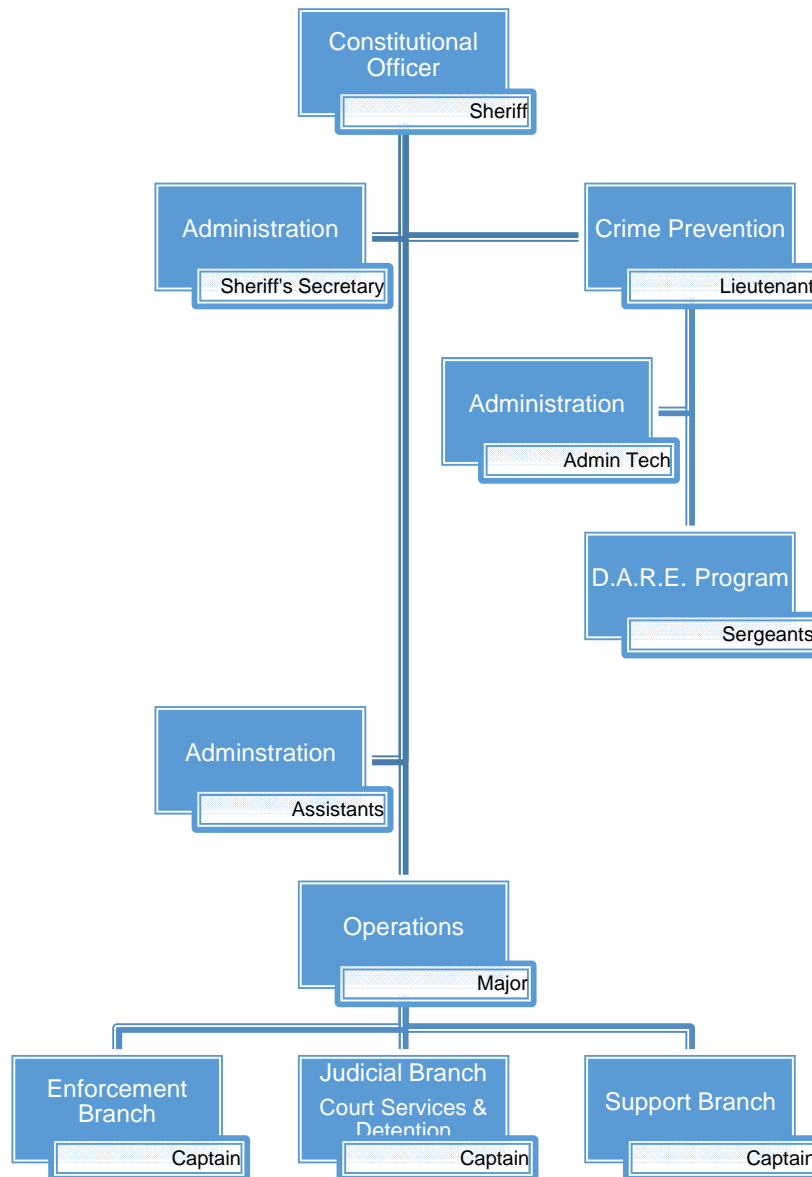 Constitutional
Officer
Sheriff
Administration
Sheriff's Secretary
Crime Prevention
Lieutenant
Administration
Admin Tech
D.A.R.E. Program
Sergeants
Adminstration
Assistants
Operations
Major
Enforcement
Branch
Captain
Judicial Branch
Court Services &
Detention
Captain
Support Branch
Captain